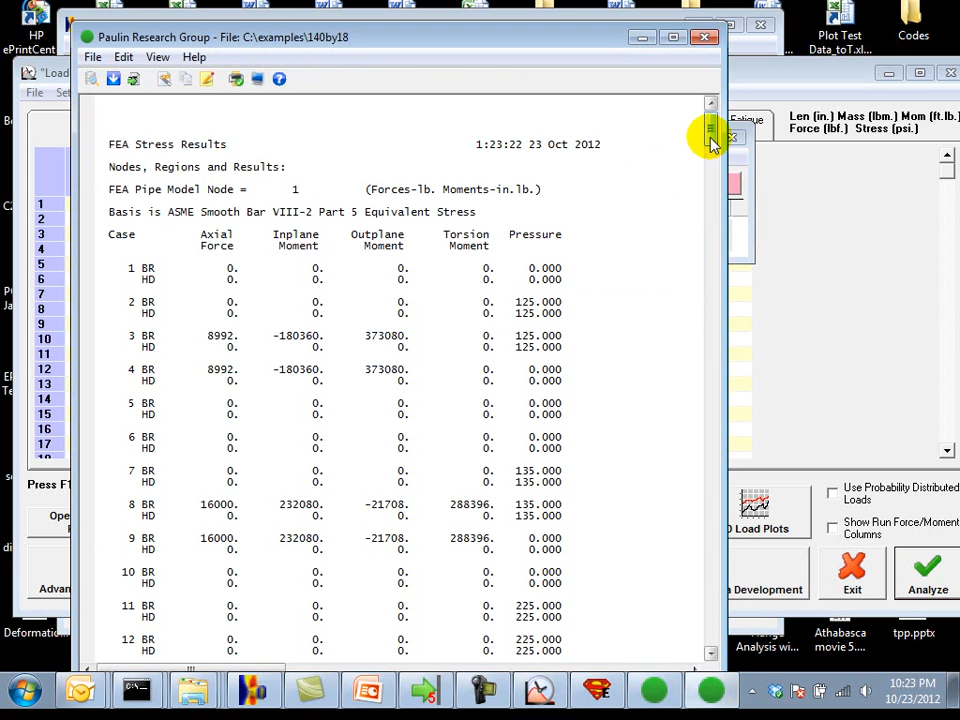 HP
ePrintCent
Plot Test
Data_toT.xl...
Codes
Paulin Research Group - File: C:\examples\140by18
File Edit View Help
"Load
File Set
Fatigue
Len (in.) Mass (lbm.) Mom (ft.lb.)
Force (lbf.) Stress (psi.)
FEA Stress Results 1:23:22 23 Oct 2012
Nodes, Regions and Results:
FEA Pipe Model Node = 1 (Forces-lb. Moments-in.lb.)
Basis is ASME Smooth Bar VIII-2 Part 5 Equivalent Stress
Case Axial Inplane Outplane Torsion Pressure
Force Moment Moment Moment
1 BR 0. 0. 0. 0. 0.000
HD 0. 0. 0. 0. 0.000
2 BR 0. 0. 0. 0. 125.000
HD 0. 0. 0. 0. 125.000
3 BR 8992. -180360. 373080. 0. 125.000
HD 0. 0. 0. 0. 125.000
4 BR 8992. -180360. 373080. 0. 0.000
HD 0. 0. 0. 0. 0.000
5 BR 0. 0. 0. 0. 0.000
HD 0. 0. 0. 0. 0.000
6 BR 0. 0. 0. 0. 0.000
HD 0. 0. 0. 0. 0.000
7 BR 0. 0. 0. 0. 135.000
HD 0. 0. 0. 0. 135.000
8 BR 16000. 232080. -21708. 288396. 135.000
HD 0. 0. 0. 0. 135.000
9 BR 16000. 232080. -21708. 288396. 0.000
HD 0. 0. 0. 0. 0.000
10 BR 0. 0. 0. 0. 0.000
HD 0. 0. 0. 0. 0.000
11 BR 0. 0. 0. 0. 225.000
HD 0. 0. 0. 0. 225.000
12 BR 0. 0. 0. 0. 225.000
HD 0. 0. 0. 0. 225.000
1
2
3
4
5
6
7
8
9
10
11
12
13
14
15
16
17
Press F1
Ope
Advan
Use Probability Distributed
Loads
Show Run Force/Moment
Columns
D Load Plots
a Development
Exit
Analyze
Deformation
Analysis wi...
Athabasca
movie 5....
tpp.pptx
10:23 PM
10/23/2012